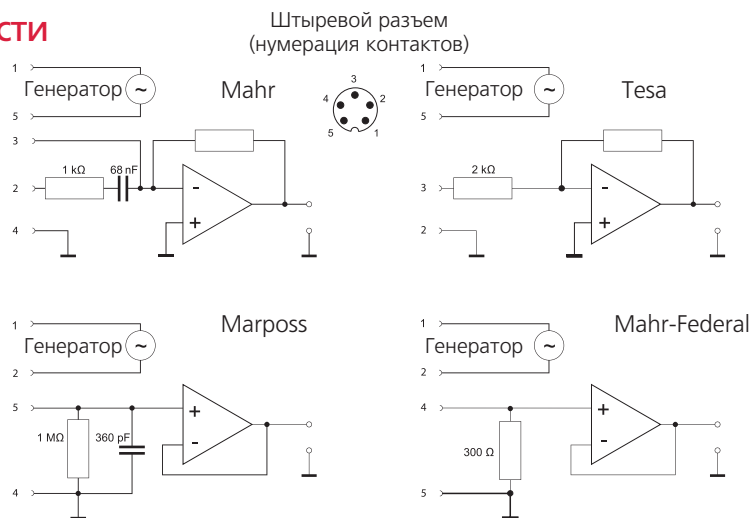 СТИ
Штыревой разъем
(нумерация контактов)
1
Генератор ~
5
3
2
4
1 kΩ
68 nF
-
+
Mahr
3
4
2
5
1
1
Генератор ~
5
3
2
2 kΩ
-
+
Tesa
1
Генератор ~
2
5
4
1 MΩ
360 pF
+
-
Marposs
1
Генератор ~
2
4
5
300 Ω
+
-
Mahr-Federal